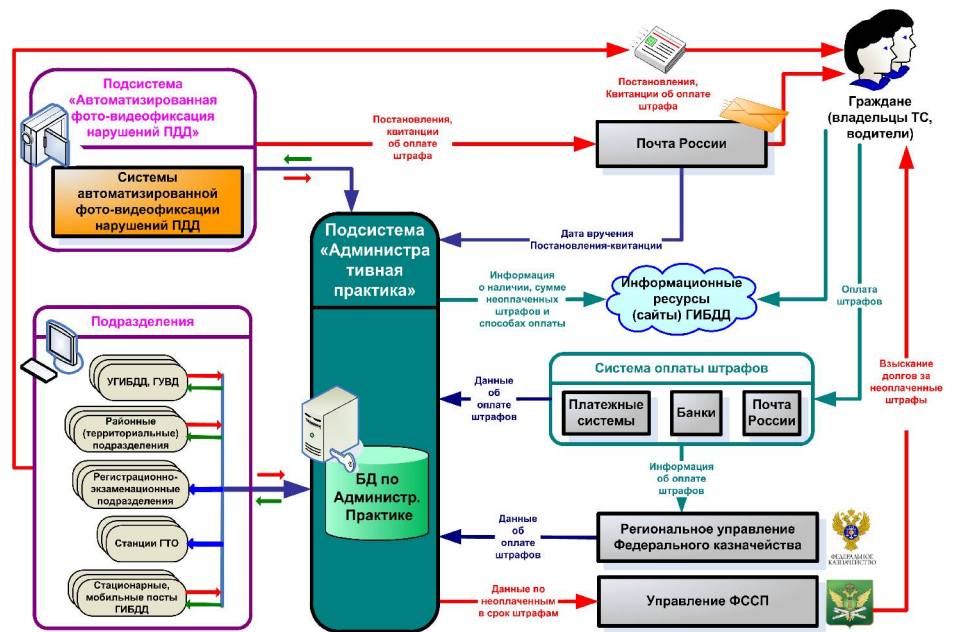 Постановления,
Квитанции об оплате
штрафа
Граждане
(владельцы ТС,
водители)
Подсистема
«Автоматизированная
фото-видеофиксация
нарушений ПДД»
Системы
автоматизированной
фото-видеофиксации
нарушений ПДД
Постановления,
квитанции
об оплате
штрафа
Почта России
Подсистема
«Администра
тивная
практика»
Дата вручения
Постановления-квитанции
Информация
о наличии, сумме
неоплаченных
штрафов и
способах оплаты
Информационные
ресурсы
(сайты) ГИБДД
Оплата
штрафов
Взыскание
долгов за
неоплаченные
штрафы
Подразделения
УГИБДД, ГУВД
Районные
(территориальные)
подразделения
Регистрационно-
экзаменационные
подразделения
Станции ГТО
Стационарные,
мобильные посты
ГИБДД
БД по
Администр.
Практике
Данные
об
оплате
штрафов
Система оплаты штрафов
Платежные
системы
Банки
Почта
России
Информация
об оплате
штрафов
Данные
об
оплате
штрафов
Региональное управление
Федерального казначейства
ФЕДЕРАЛЬНОЕ
КАЗНАЧЕЙСТВО
Данные по
неоплаченным
в срок штрафам
Управление ФССП